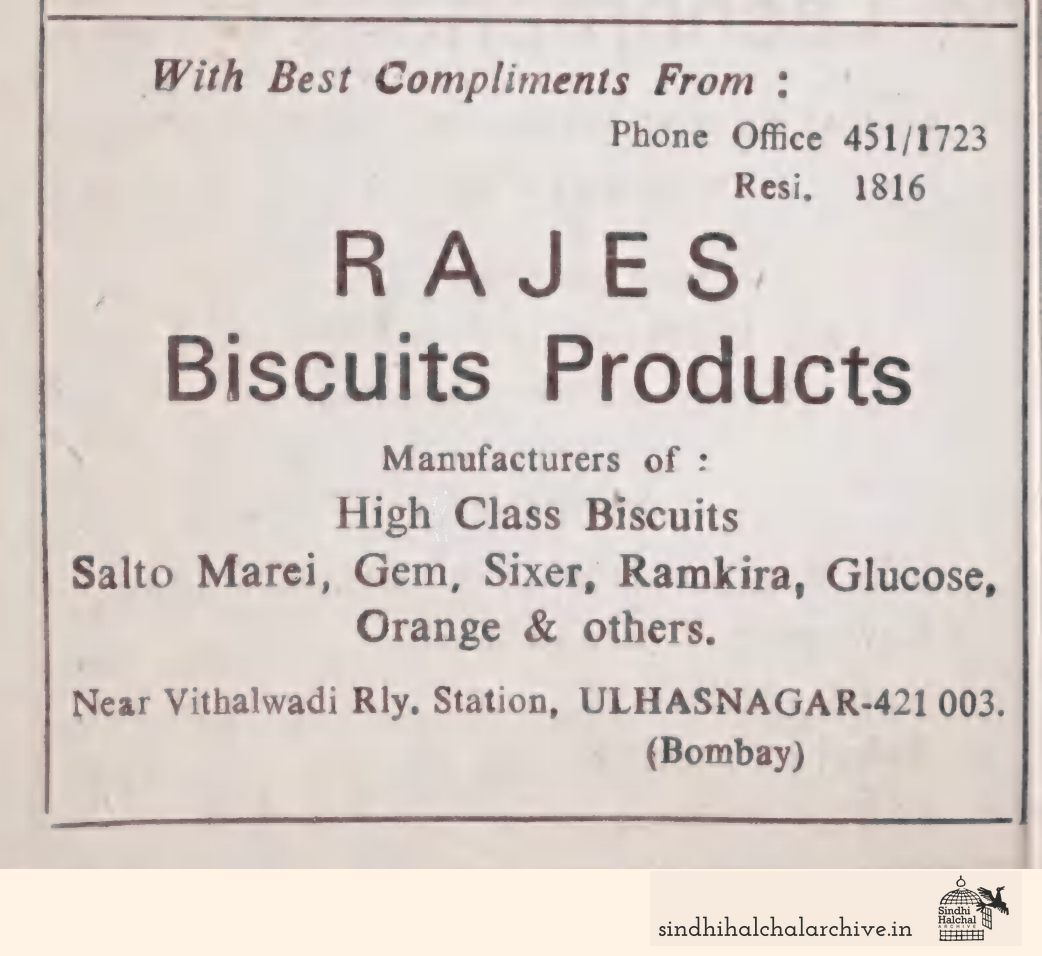 With Best Compliments From :
Phone Office 451/1723
Resi. 1816
RAJES
Biscuits Products
Manufacturers of :
High Class Biscuits
Salto Marei, Gem, Sixer, Ramkira, Glucose,
Orange & others.
Near Vithalwadi Rly. Station, ULHASNAGAR-421 003.
(Bombay)
sindhihalchalarchive.in
Sindhi
Halchal
ARCHIVE